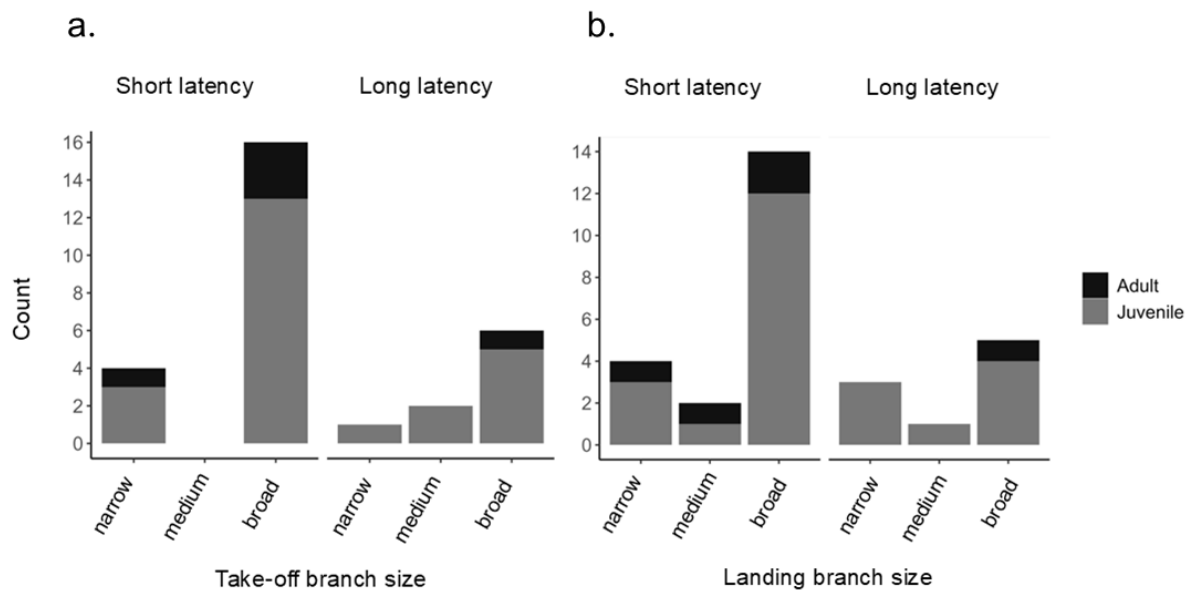 a.
Short latency
Long latency
Count
16
14
12
10
8
6
4
2
0
narrow
medium
broad
narrow
medium
broad
Take-off branch size
b.
Short latency
Long latency
14
12
10
8
6
4
2
0
narrow
medium
broad
narrow
medium
broad
Landing branch size
Adult
Juvenile